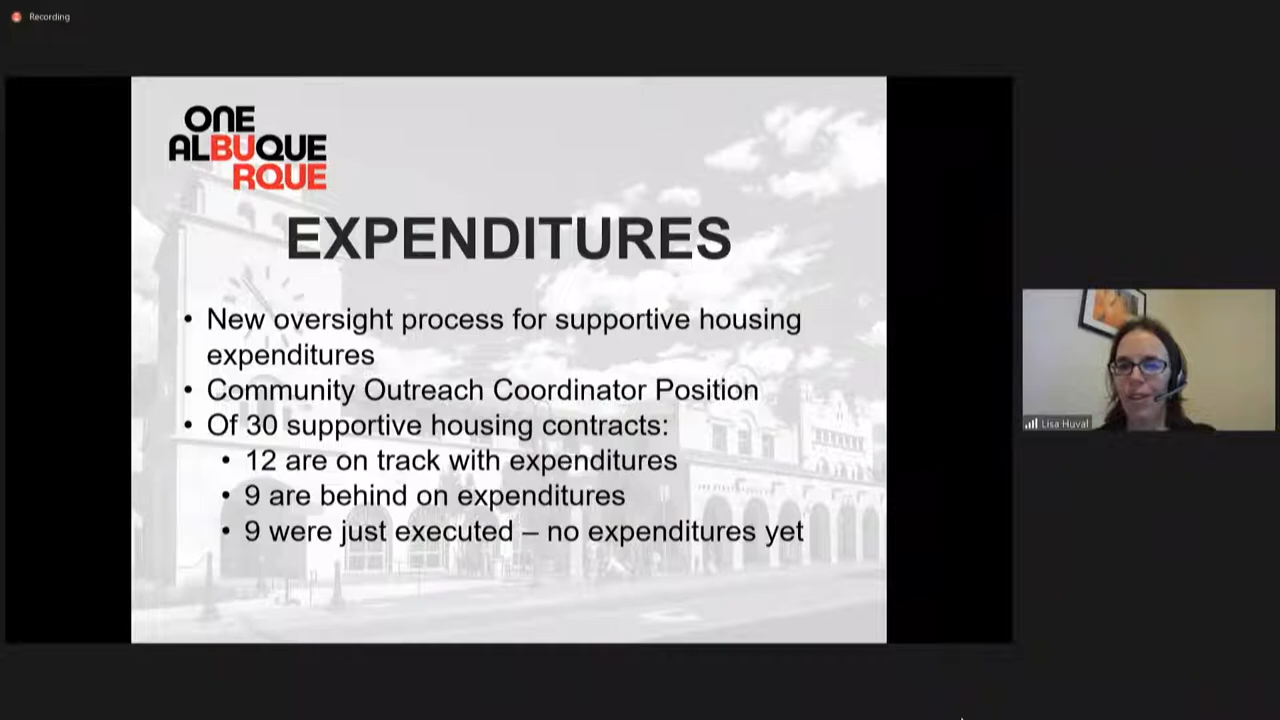 Recording
ONE
ALBUQUE
RQUE
EXPENDITURES
• New oversight process for supportive housing
expenditures
• Community Outreach Coordinator Position
• Of 30 supportive housing contracts:
• 12 are on track with expenditures
• 9 are behind on expenditures
• 9 were just executed – no expenditures yet
Lisa Huval